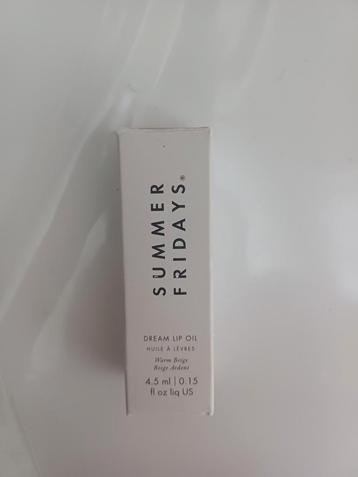 SUMMER
FRIDAYS®
DREAM LIP OIL
HUILE À LÈVRES
Warm Beige
Beige Ardent
4.5 ml | 0.15
fl oz liq US